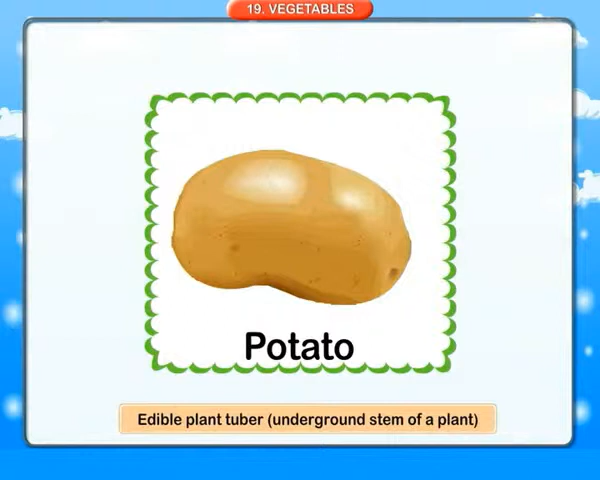 19. VEGETABLES
Potato
Edible plant tuber (underground stem of a plant)